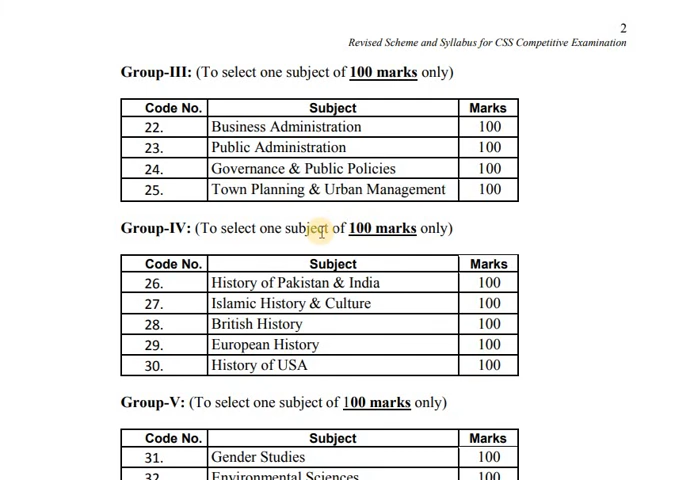 2
Revised Scheme and Syllabus for CSS Competitive Examination
Group-III: (To select one subject of 100 marks only)
Code No. Subject Marks
22. Business Administration 100
23. Public Administration 100
24. Governance & Public Policies 100
25. Town Planning & Urban Management 100
Group-IV: (To select one subject of 100 marks only)
Code No. Subject Marks
26. History of Pakistan & India 100
27. Islamic History & Culture 100
28. British History 100
29. European History 100
30. History of USA 100
Group-V: (To select one subject of 100 marks only)
Code No. Subject Marks
31. Gender Studies 100
32. Environmental Sciences 100